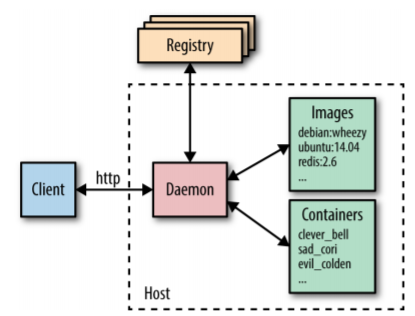 Registry
Images
debian:wheezy
ubuntu:14.04
redis:2.6
...
Client
http
Daemon
Containers
clever_bell
sad_cori
evil_colden
...
Host